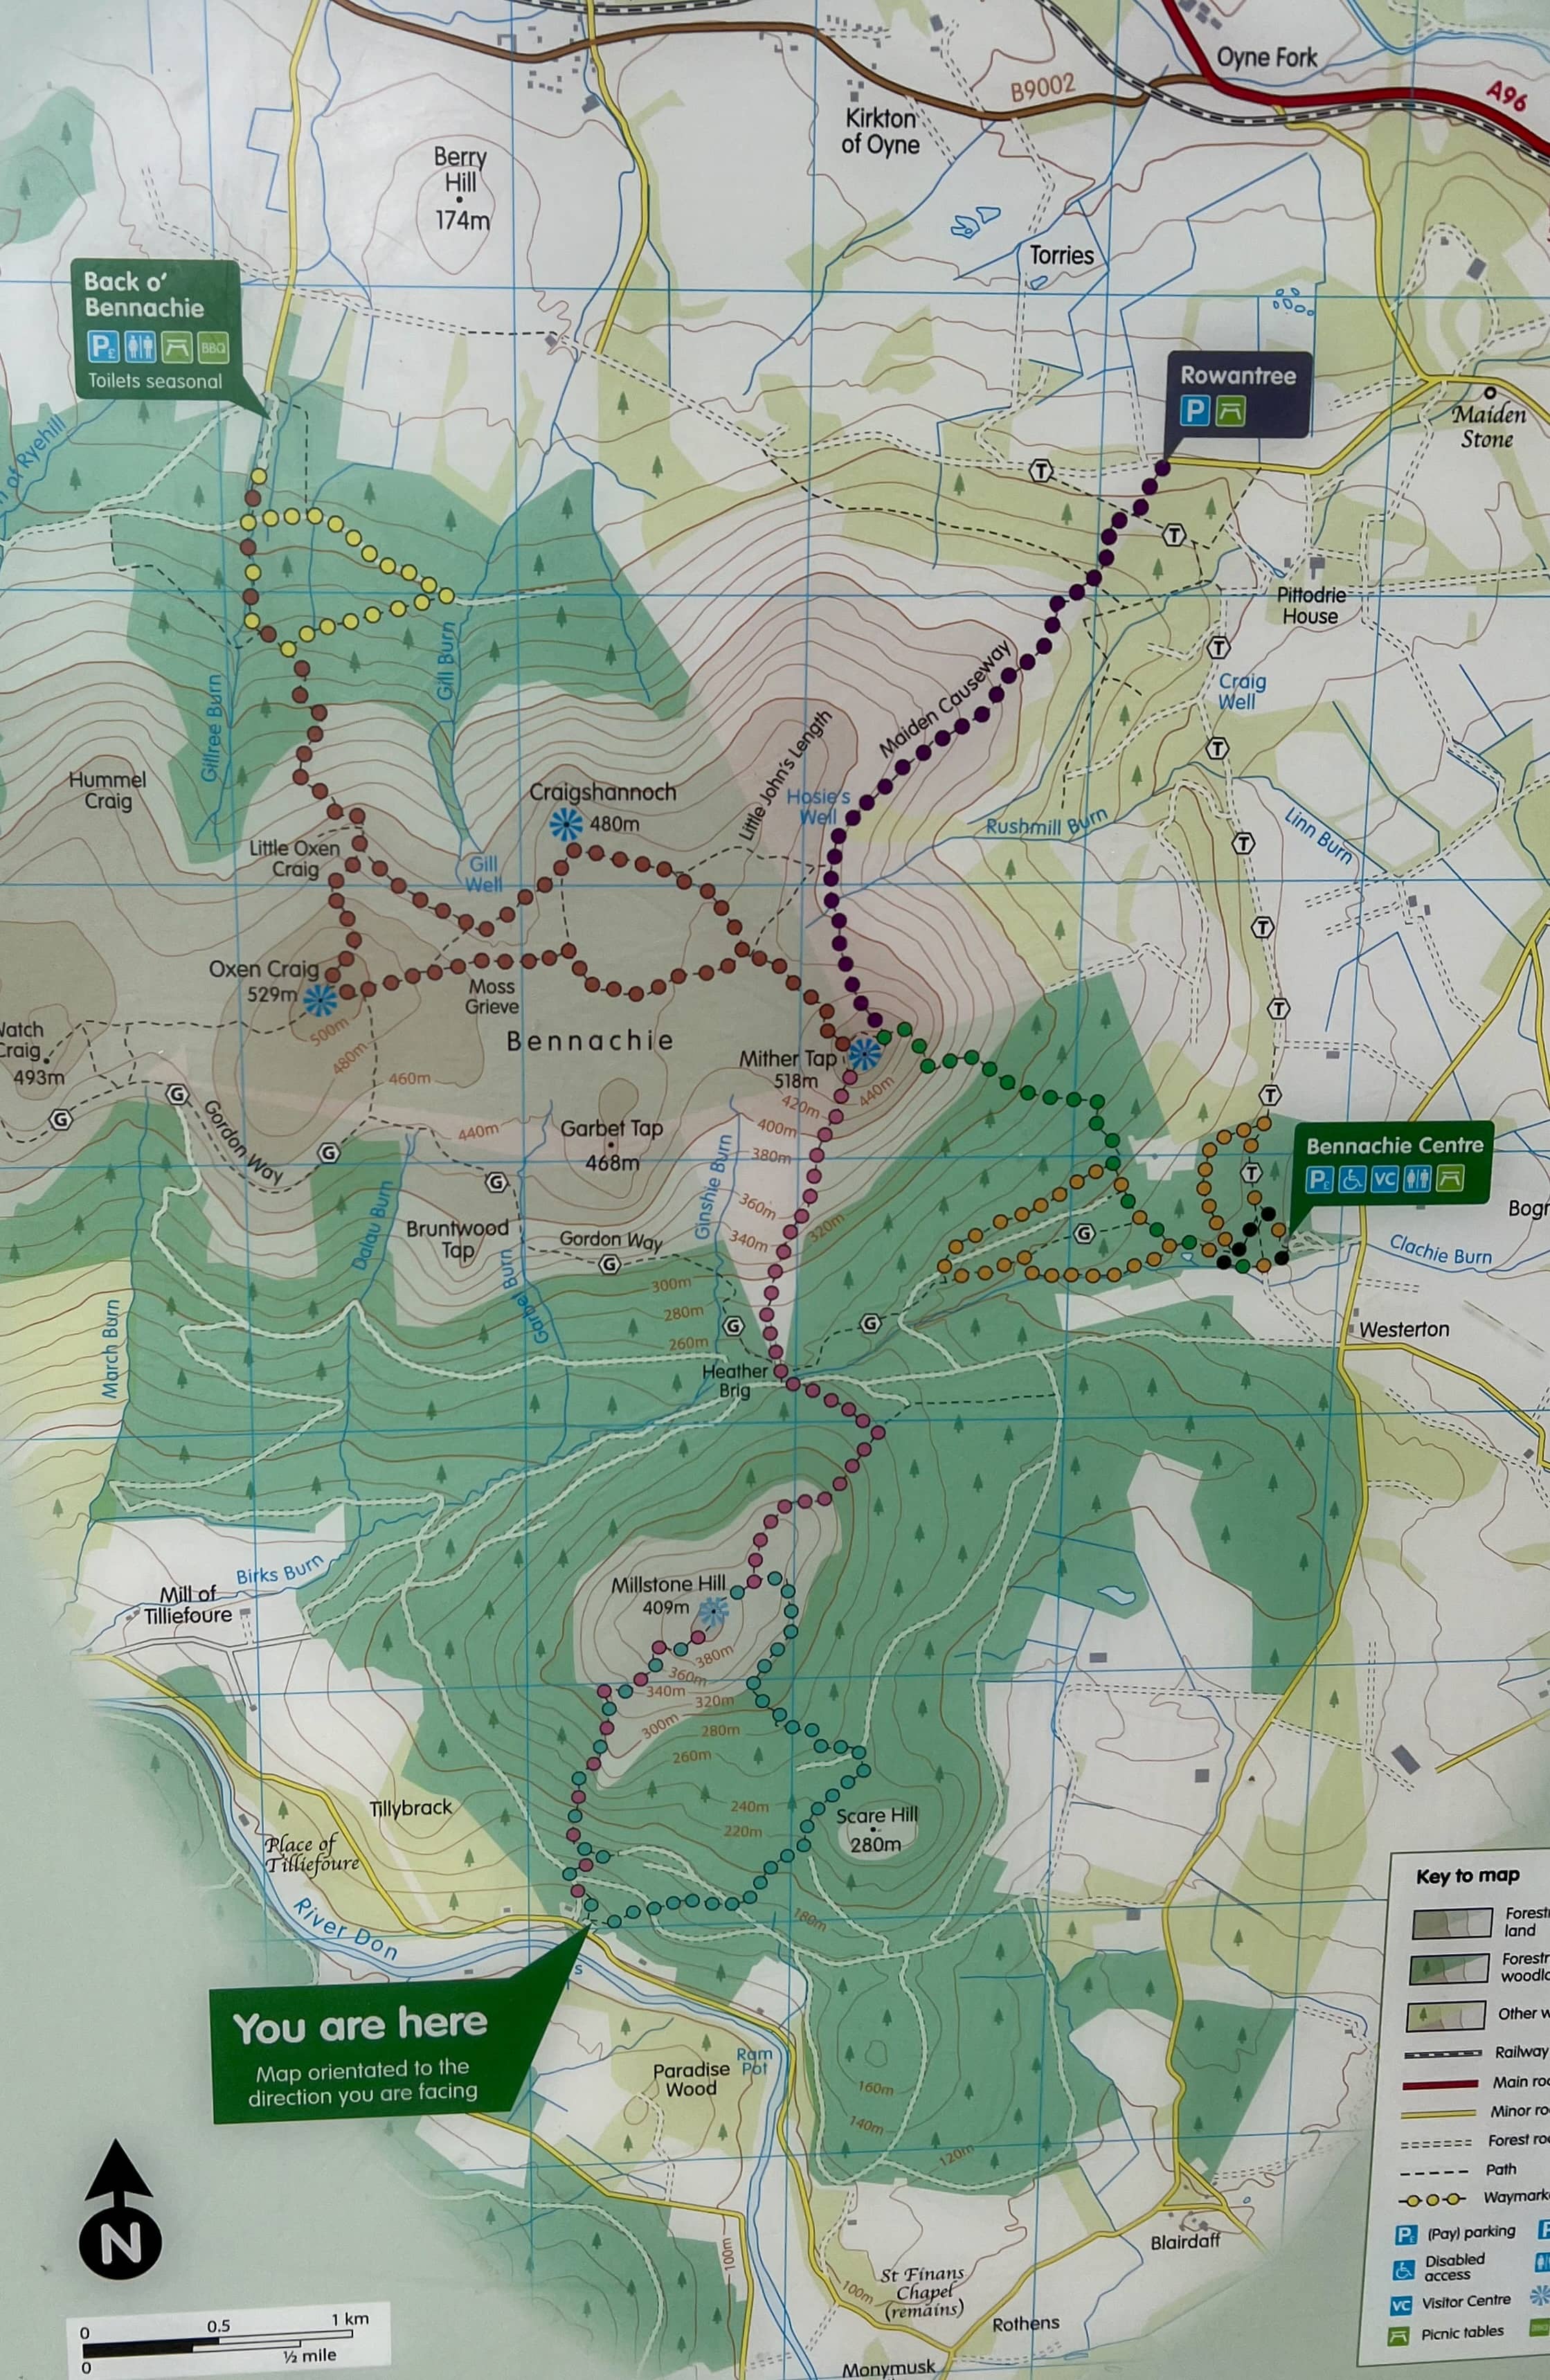 Oyne Fork
A96
B9002
Kirkton
of Oyne
Berry
Hill
174m
Torries
Back o'
Bennachie
P£
BBQ
Toilets seasonal
Rowantree
P
Maiden
Stone
of Ryehill
T
T
Pittodrie
House
T
Craig
Well
Gill Burn
Gillree Burn
Maiden Causeway
Little John's Length
T
Hummel
Craig
Craigshannoch
480m
Hosie's
Well
Rushmill Burn
Linn Burn
T
Little Oxen
Craig
Gill
Well
T
Oxen Craig
529m
Moss
Grieve
500m
480m
460m
Bennachie
Mither Tap
518m
T
Craig
493m
G
G
Gordon Way
G
440m
Garbet Tap
468m
440m
420m
400m
380m
360m
340m
320m
T
Bennachie Centre
P£
VC
T
G
Bruntwood
Tap
Gordon Way
G
Ginshie Burn
Dalau Burn
Garbet Burn
G
300m
280m
260m
G
G
Clachie Burn
Westerton
March Burn
Heather
Brig
Birks Burn
Mill of
Tilliefoure
Millstone Hill
409m
380m
360m
340m
320m
300m
280m
260m
240m
220m
180m
Scare Hill
280m
Tillybrack
Place of
Tilliefoure
River Don
You are here
Map orientated to the
direction you are facing
Paradise
Wood
Ram
Pot
160m
140m
120m
100m
100m
Blairdaff
St Finans
Chapel
(remains)
Rothens
Monymusk
N
0
0.5
1 km
0
½ mile
Key to map
land
Other
Railway
Main
Minor
Forest
Path
P£
(Pay) parking
Disabled
access
VC
Visitor Centre
Picnic tables